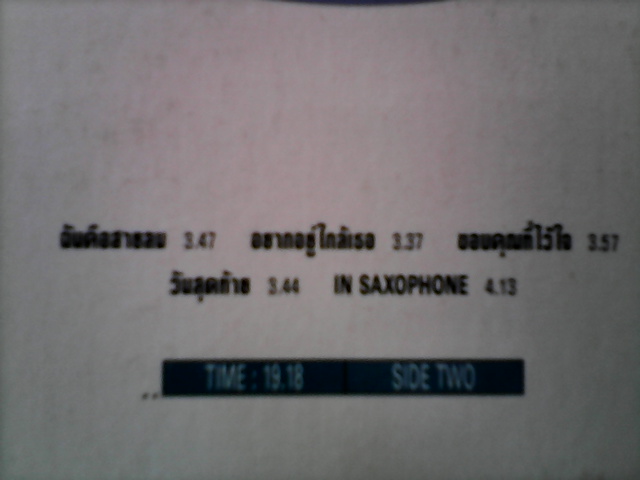 ฉันคือสายลม 3.47 อยากอยู่ใกล้เธอ 3.37 ขอบคุณที่ไว้ใจ 3.57
วันสุดท้าย 3.44 IN SAXOPHONE 4.13
TIME : 19.18 SIDE TWO